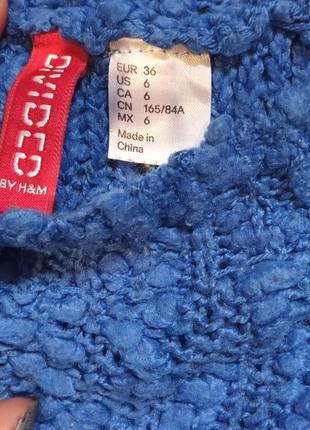 DIVIDED
BY H&M
EUR 36
US 6
CA 6
CN 165/84A
MX 6
Made in
China